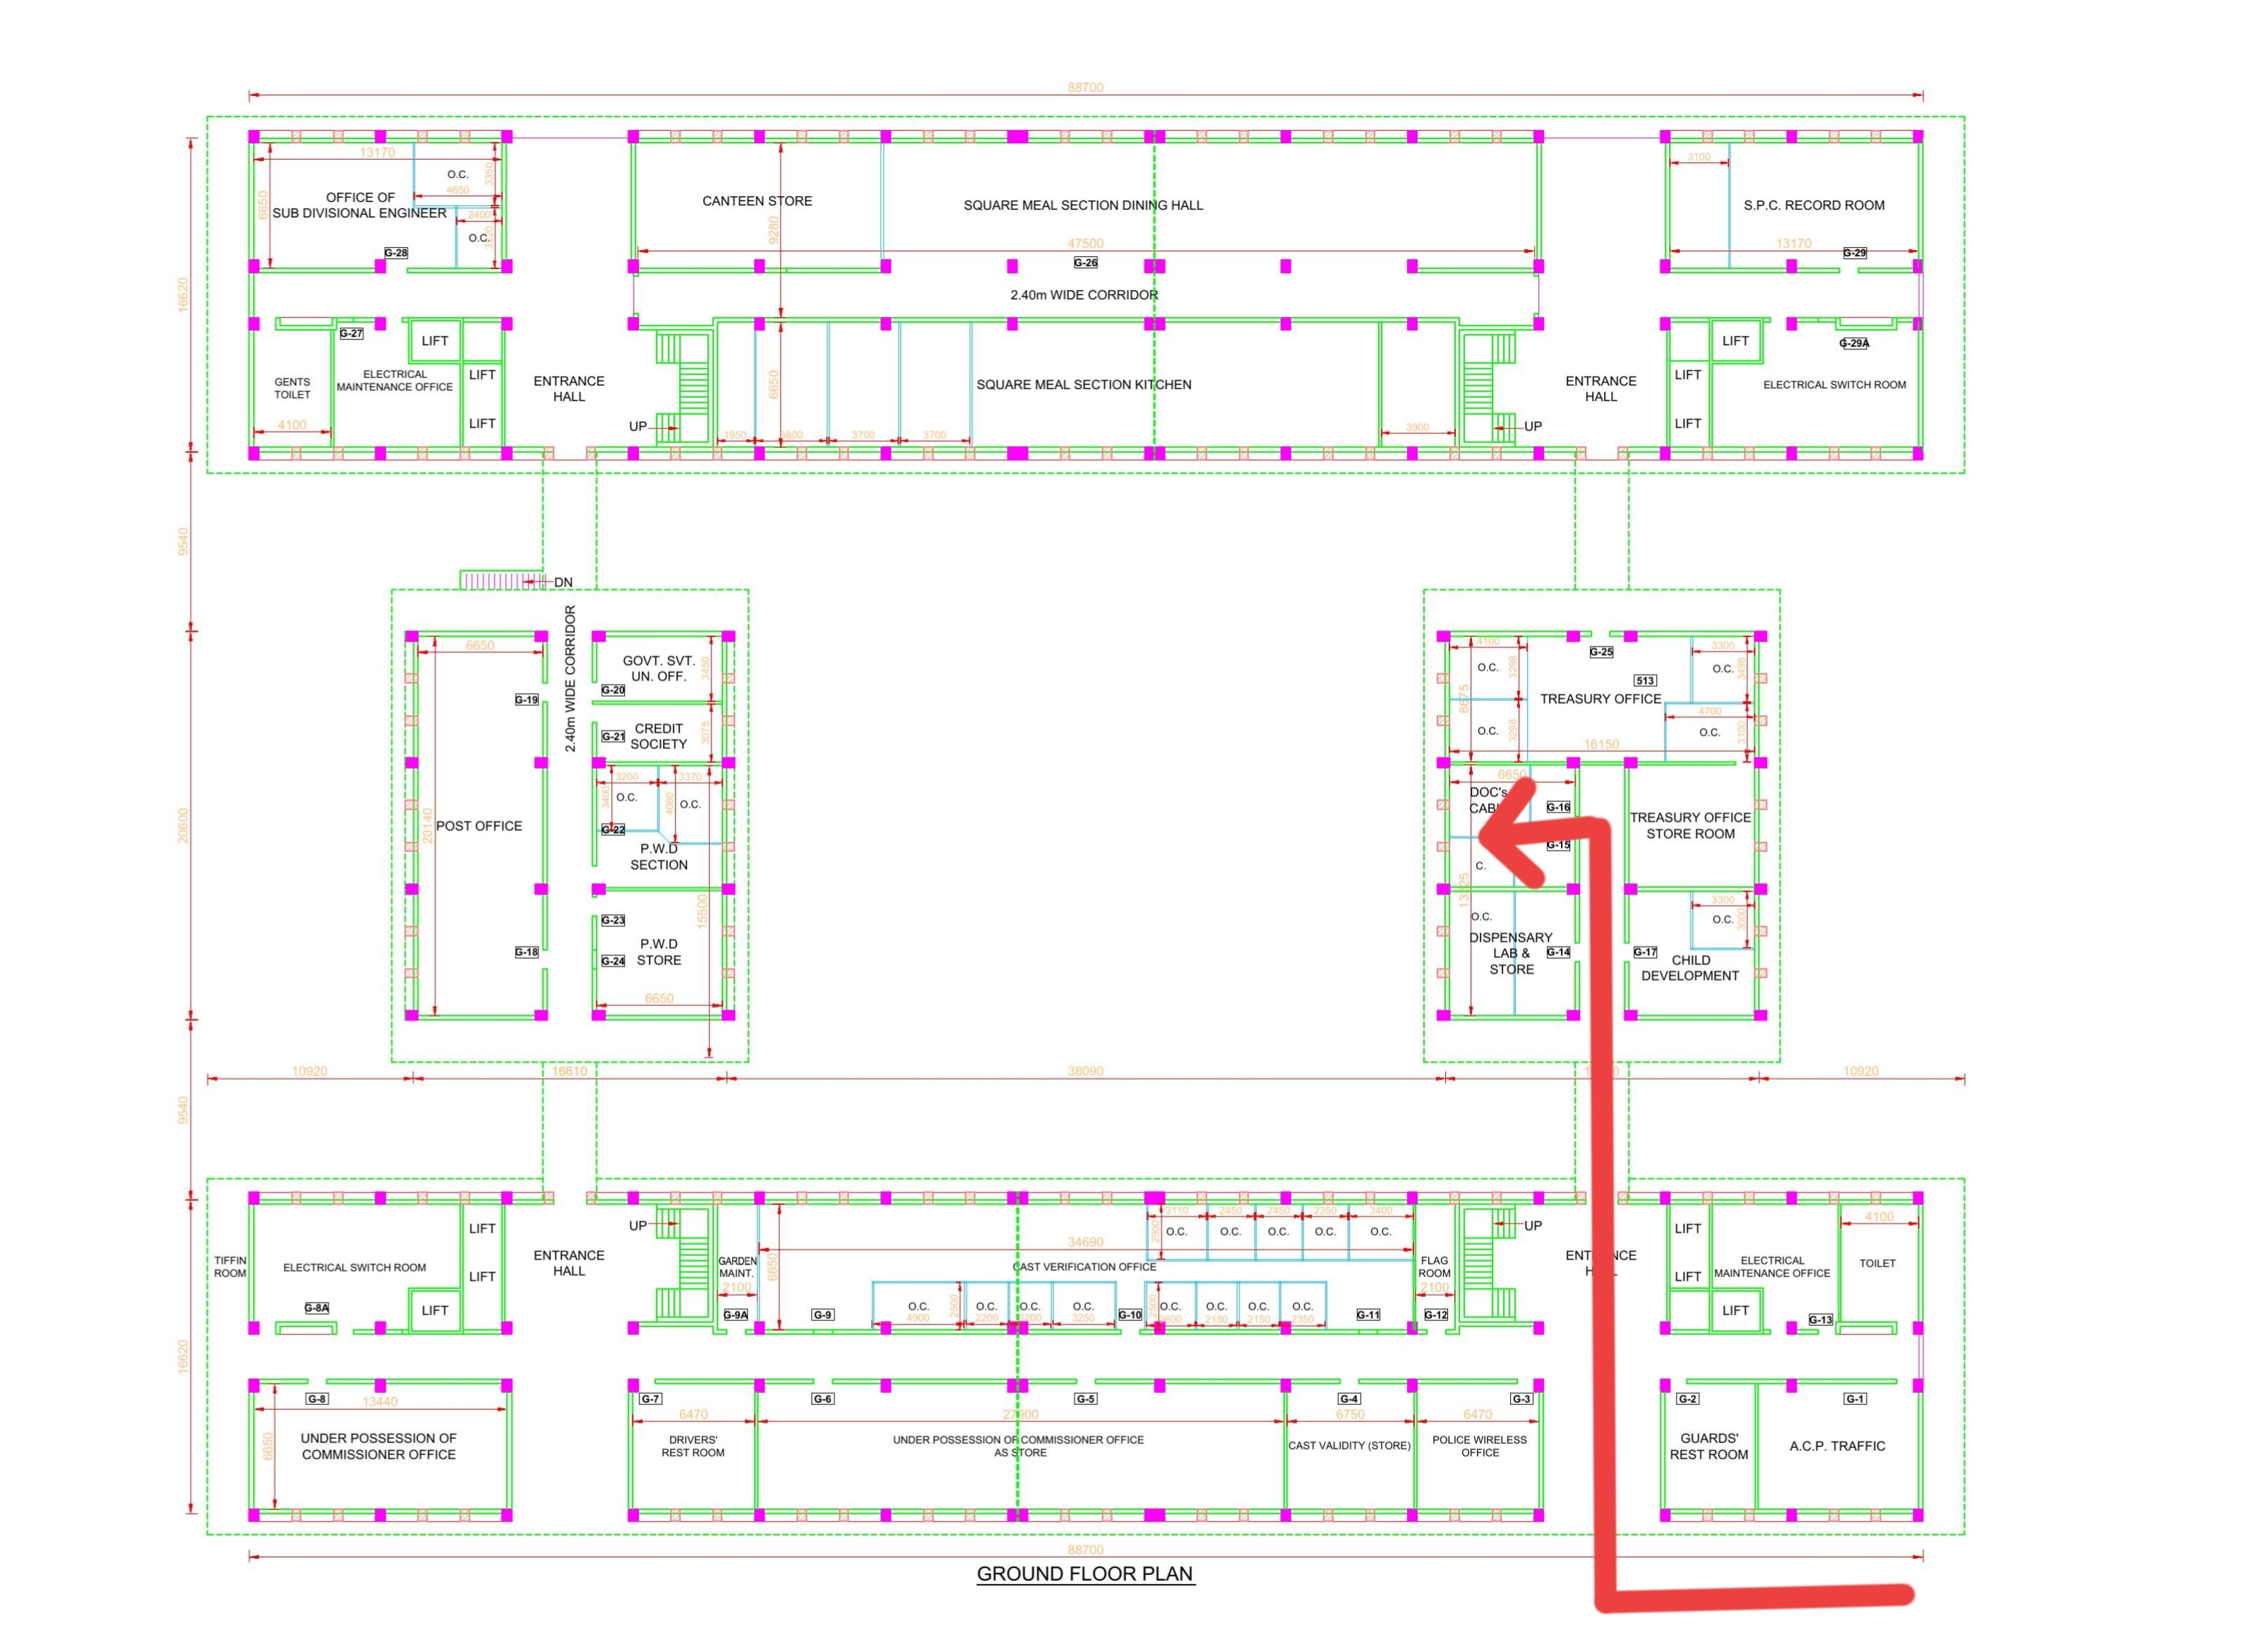 88700
13170
O.C.
3350
4650
OFFICE OF
SUB DIVISIONAL ENGINEER
6650
2400
O.C.
G-28
CANTEEN STORE
9280
SQUARE MEAL SECTION DINING HALL
47500
G-26
3100
S.P.C. RECORD ROOM
13170
G-29
16620
2.40m WIDE CORRIDOR
G-27
LIFT
GENTS
TOILET
ELECTRICAL
MAINTENANCE OFFICE
LIFT
LIFT
4100
ENTRANCE
HALL
UP
6650
SQUARE MEAL SECTION KITCHEN
1950
3800
3700
3700
3900
UP
ENTRANCE
HALL
LIFT
LIFT
LIFT
G-29A
ELECTRICAL SWITCH ROOM
9540
DN
2.40m WIDE CORRIDOR
6650
G-19
POST OFFICE
20140
G-18
GOVT. SVT.
UN. OFF.
3450
G-20
CREDIT
SOCIETY
3075
G-21
3200
3370
O.C.
3400
4080
O.C.
G-22
P.W.D
SECTION
15500
G-23
P.W.D
STORE
G-24
6650
20600
4100
O.C.
3298
G-25
3300
O.C.
3495
513
TREASURY OFFICE
6675
O.C.
3298
4700
O.C.
3100
16150
6650
DOC's
G-16
G-15
C.
TREASURY OFFICE
STORE ROOM
O.C.
DISPENSARY
LAB &
STORE
G-14
3300
O.C.
3000
G-17
CHILD
DEVELOPMENT
10920
16610
38090
10920
9540
TIFFIN
ROOM
ELECTRICAL SWITCH ROOM
G-8A
LIFT
LIFT
LIFT
ENTRANCE
HALL
UP
GARDEN
MAINT.
2100
G-9A
6650
3110
2450
2450
2350
3400
2900
O.C.
O.C.
O.C.
O.C.
O.C.
34690
CAST VERIFICATION OFFICE
G-9
O.C.
4900
2500
O.C.
2200
O.C.
2200
O.C.
3250
G-10
2500
O.C.
O.C.
2150
O.C.
2150
O.C.
2350
G-11
FLAG
ROOM
2100
G-12
UP
LIFT
LIFT
LIFT
ELECTRICAL
MAINTENANCE OFFICE
4100
TOILET
G-13
16620
G-8
13440
6650
UNDER POSSESSION OF
COMMISSIONER OFFICE
G-7
6470
DRIVERS'
REST ROOM
G-6
G-5
27900
UNDER POSSESSION OF COMMISSIONER OFFICE
AS STORE
G-4
6750
CAST VALIDITY (STORE)
G-3
6470
POLICE WIRELESS
OFFICE
G-2
GUARDS'
REST ROOM
G-1
A.C.P. TRAFFIC
88700
GROUND FLOOR PLAN